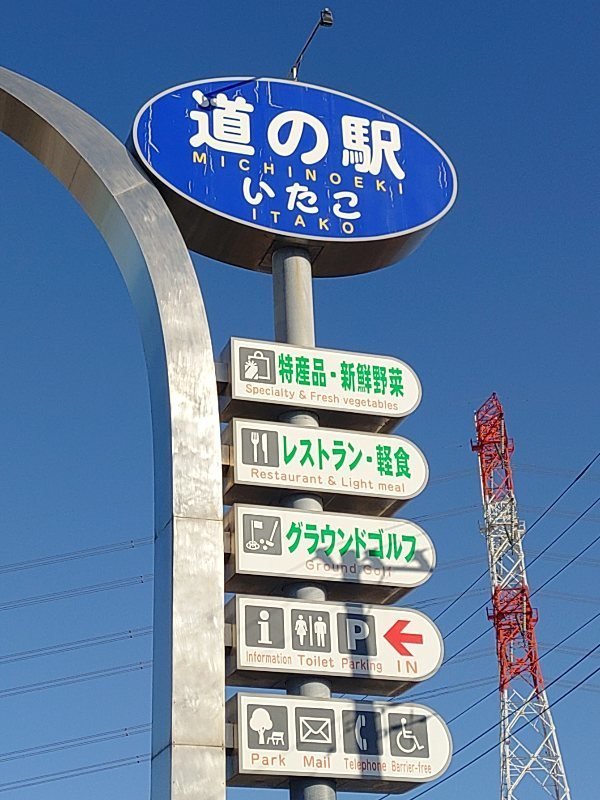 道の駅
MICHINOEKI
いたこ
ITAKO
特産品・新鮮野菜
Specialty & Fresh vegetables
レストラン・軽食
Restaurant & Light meal
グラウンドゴルフ
Ground Golf
i P
Information Toilet Parking IN
Park Mail Telephone Barrier-free